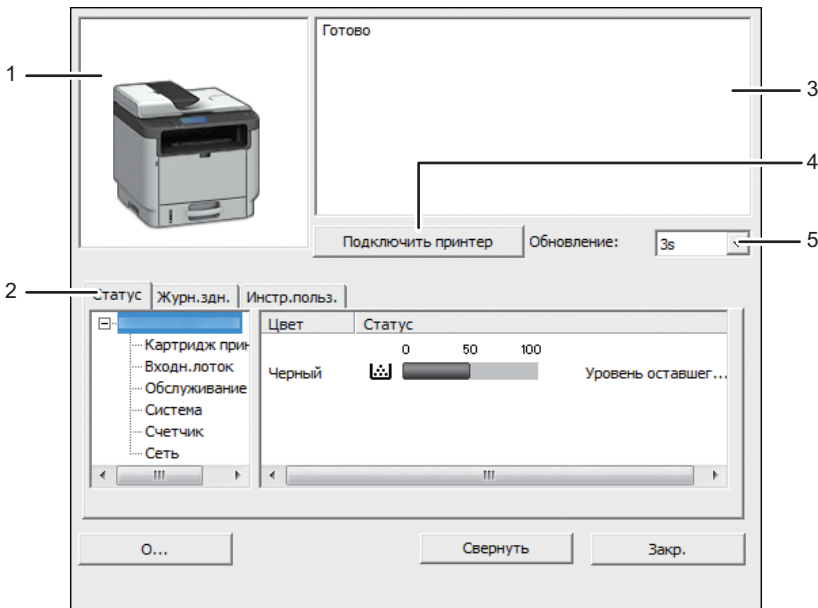 Готово
1
3
4
Подключить принтер
Обновление:
3s
5
2
Статус
Журн.здн.
Инстр.польз.
Цвет
Статус
Картридж прин
0 50 100
Входн.лоток
Черный
Уровень оставшег...
Обслуживание
Система
Счетчик
Сеть
О...
Свернуть
Закр.